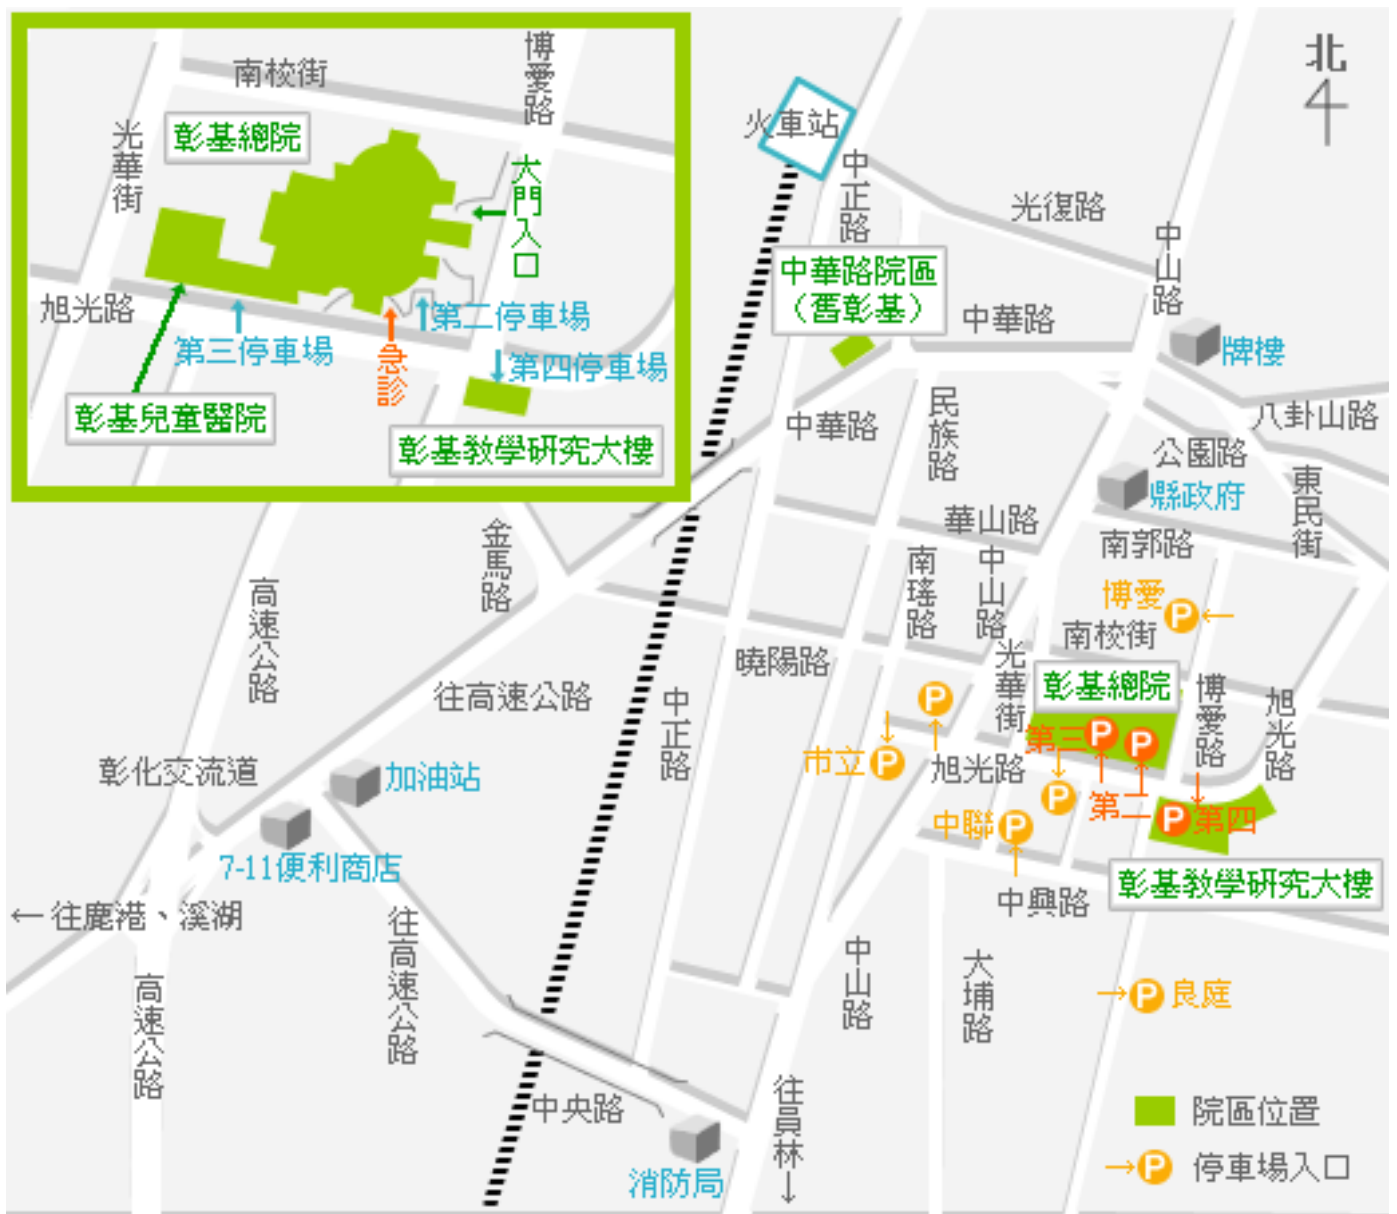 南校街
博愛路
光華街
彰基總院
大門入口
旭光路
第二停車場
第三停車場
急診
第四停車場
彰基兒童醫院
彰基教學研究大樓
北
火車站
中正路
光復路
中山路
中華路院區
（舊彰基）
中華路
牌樓
中華路
民族路
八卦山路
公園路
縣政府
東民街
華山路
南郭路
金馬路
南瑤路
中山路
博愛
P
高速公路
南校街
曉陽路
光華街
彰基總院
博愛路
旭光路
往高速公路
中正路
P
第三
P
P
彰化交流道
加油站
市立
P
旭光路
P
第二
P
第四
中聯
P
7-11便利商店
彰基教學研究大樓
中興路
←往鹿港、溪湖
往高速公路
高速公路
中山路
大埔路
→P良庭
往員林↓
中央路
院區位置
消防局
→P 停車場入口